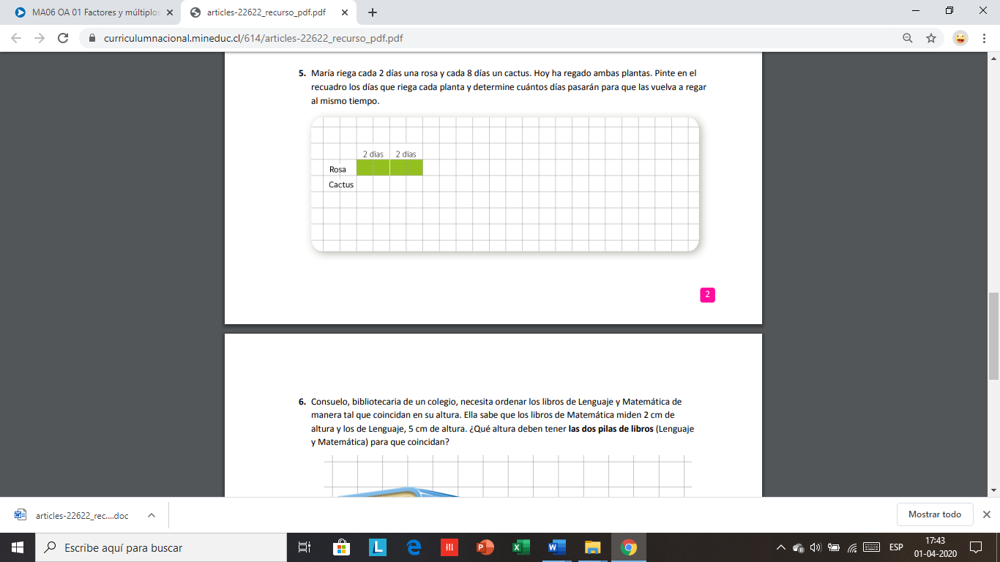 MA06 OA 01 Factores y múltiplos
articles-22622_recurso_pdf.pdf
curriculumnacional.mineduc.cl/614/articles-22622_recurso_pdf.pdf
5. María riega cada 2 días una rosa y cada 8 días un cactus. Hoy ha regado ambas plantas. Pinte en el
recuadro los días que riega cada planta y determine cuántos días pasarán para que las vuelva a regar
al mismo tiempo.
2 dias 2 dias
Rosa
Cactus
2
6. Consuelo, bibliotecaria de un colegio, necesita ordenar los libros de Lenguaje y Matemática de
manera tal que coincidan en su altura. Ella sabe que los libros de Matemática miden 2 cm de
altura y los de Lenguaje, 5 cm de altura. ¿Qué altura deben tener las dos pilas de libros (Lenguaje
y Matemática) para que coincidan?
articles-22622_rec....doc
Mostrar todo
Escribe aquí para buscar
L
ESP
17:43
01-04-2020